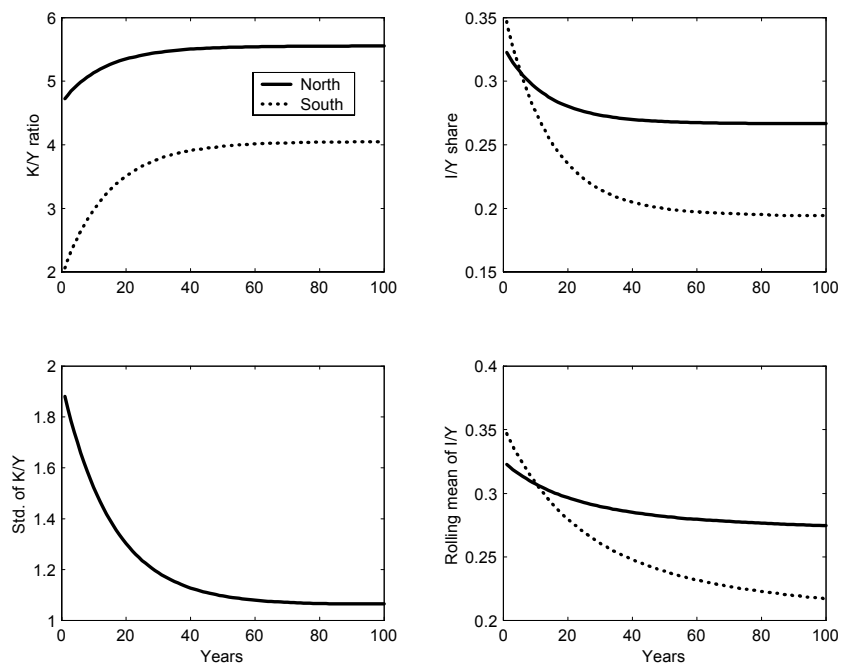 6
5
4
3
2
K/Y ratio
North
South
0 20 40 60 80 100
0.35
0.3
0.25
0.2
0.15
I/Y share
0 20 40 60 80 100
2
1.8
1.6
1.4
1.2
1
Std. of K/Y
0 20 40 60 80 100
Years
0.4
0.35
0.3
0.25
0.2
Rolling mean of I/Y
0 20 40 60 80 100
Years